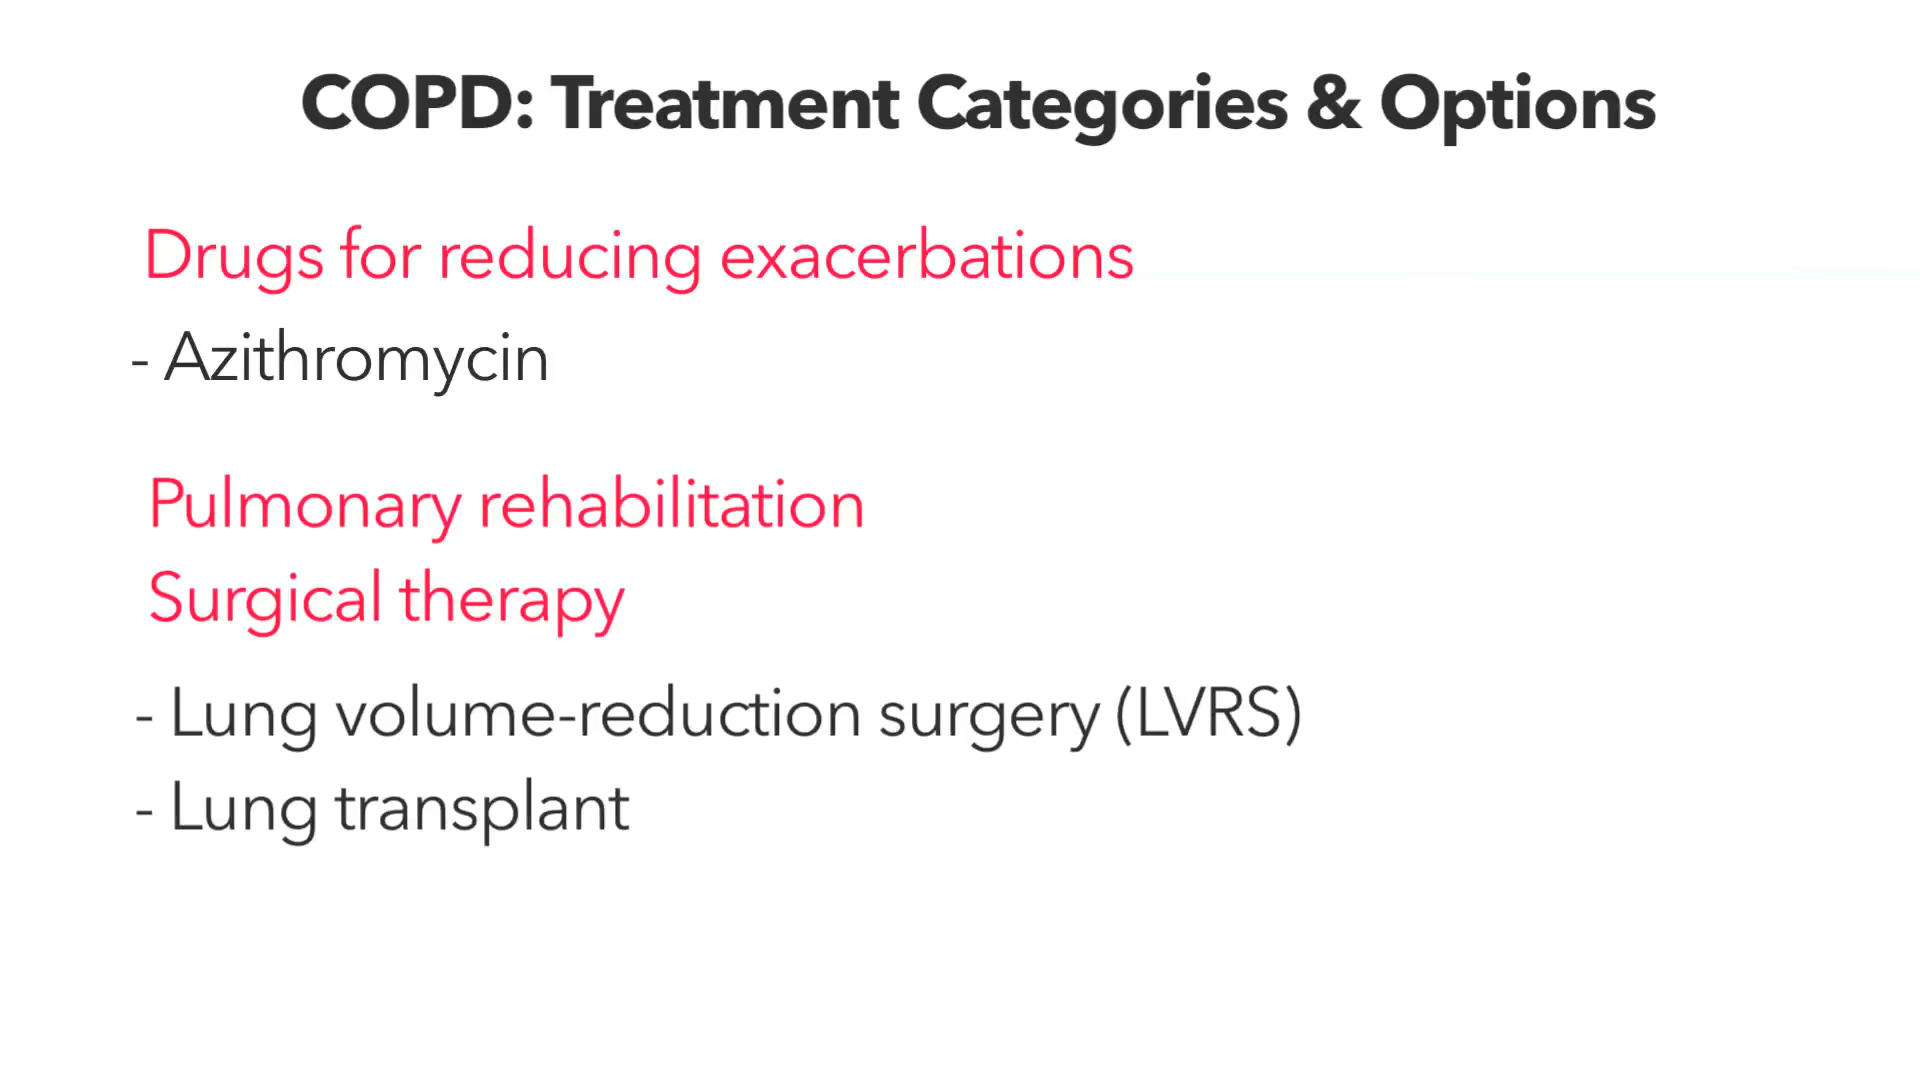 COPD: Treatment Categories & Options
Drugs for reducing exacerbations
- Azithromycin
Pulmonary rehabilitation
Surgical therapy
- Lung volume-reduction surgery (LVRS)
- Lung transplant